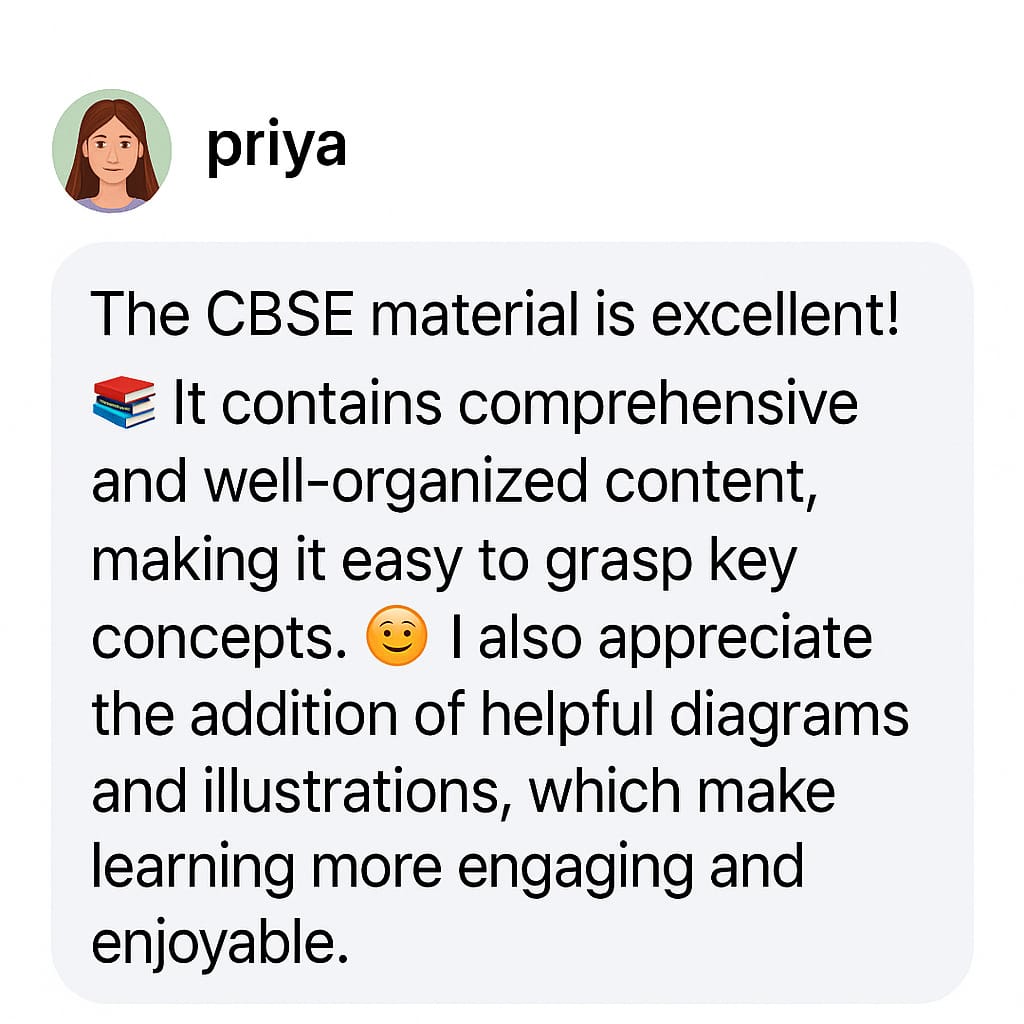 priya
The CBSE material is excellent!
📚 It contains comprehensive
and well-organized content,
making it easy to grasp key
concepts. 🙂 I also appreciate
the addition of helpful diagrams
and illustrations, which make
learning more engaging and
enjoyable.